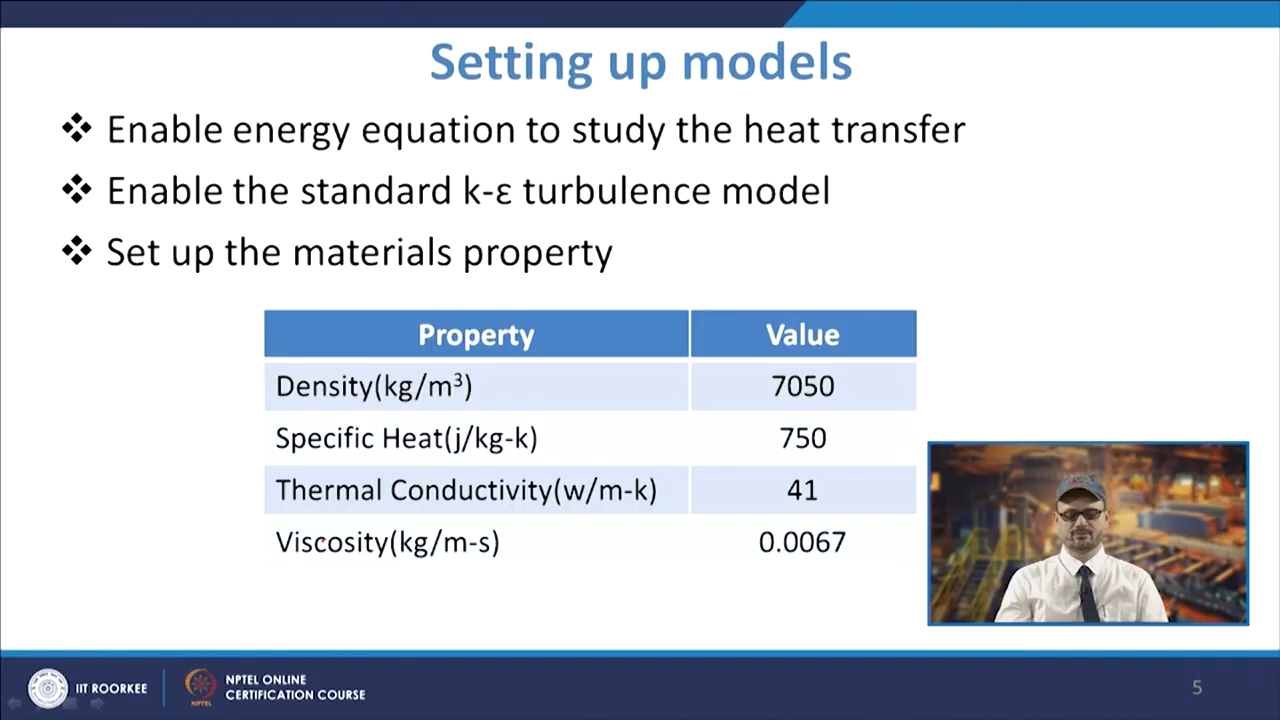 Setting up models
❖ Enable energy equation to study the heat transfer
❖ Enable the standard k-ε turbulence model
❖ Set up the materials property
Property Value
Density(kg/m³) 7050
Specific Heat(j/kg-k) 750
Thermal Conductivity(w/m-k) 41
Viscosity(kg/m-s) 0.0067
IIT ROORKEE
NPTEL
NPTEL ONLINE
CERTIFICATION COURSE
5